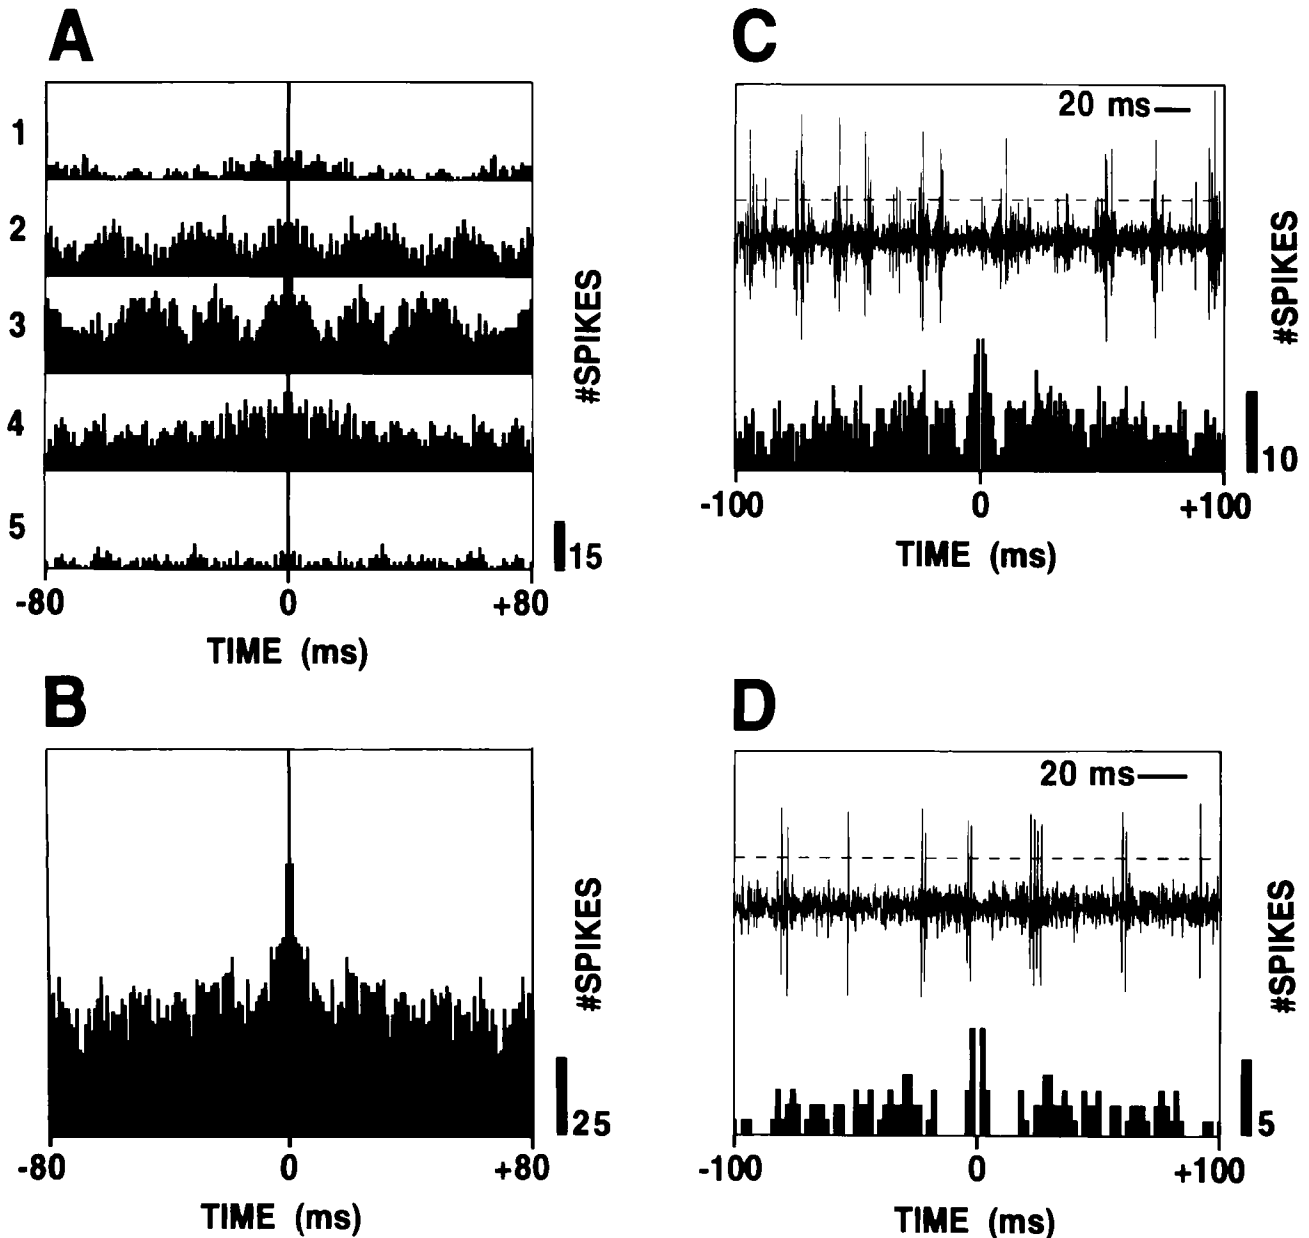 A
1
2
3
4
5
#SPIKES
15
-80 0 +80
TIME (ms)
B
#SPIKES
25
-80 0 +80
TIME (ms)
C
20 ms
#SPIKES
10
-100 0 +100
TIME (ms)
D
20 ms
#SPIKES
5
-100 0 +100
TIME (ms)